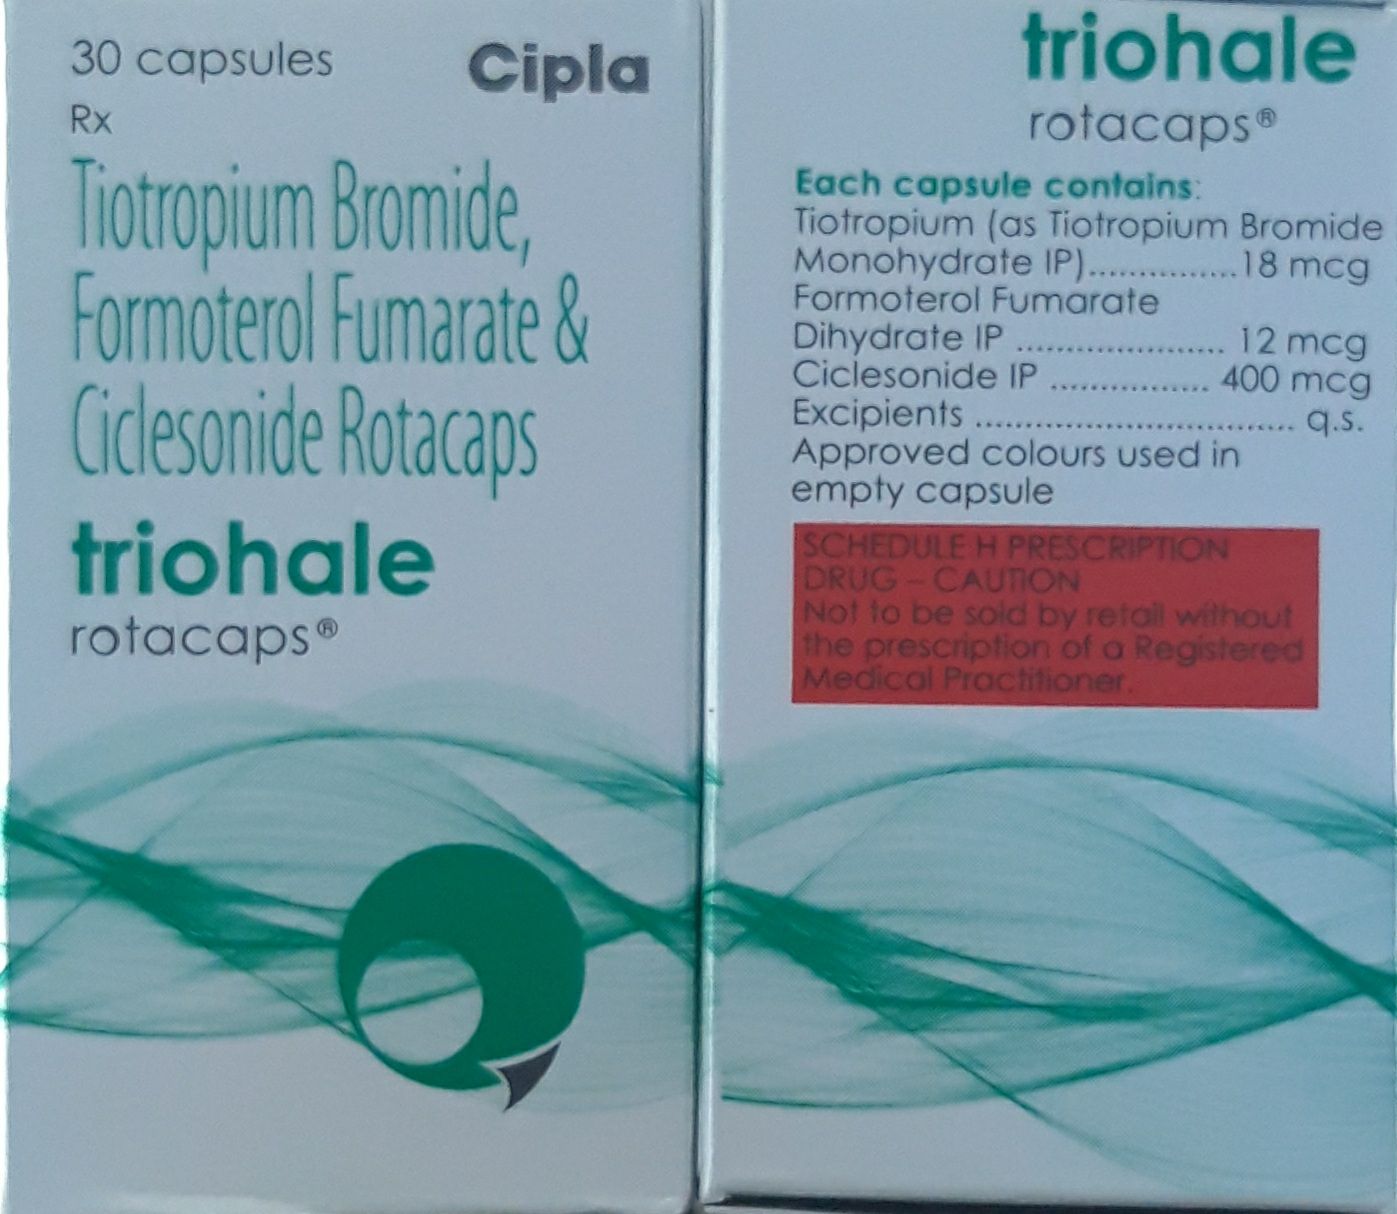 30 capsules
Cipla
Rx
Tiotropium Bromide,
Formoterol Fumarate &
Ciclesonide Rotacaps
triohale
rotacaps®
triohale
rotacaps®
Each capsule contains:
Tiotropium (as Tiotropium Bromide
Monohydrate IP)...............18 mcg
Formoterol Fumarate
Dihydrate IP ..................... 12 mcg
Ciclesonide IP ................ 400 mcg
Excipients ................................ q.s.
Approved colours used in
empty capsule
SCHEDULE H PRESCRIPTION
DRUG – CAUTION
Not to be sold by retail without
the prescription of a Registered
Medical Practitioner.